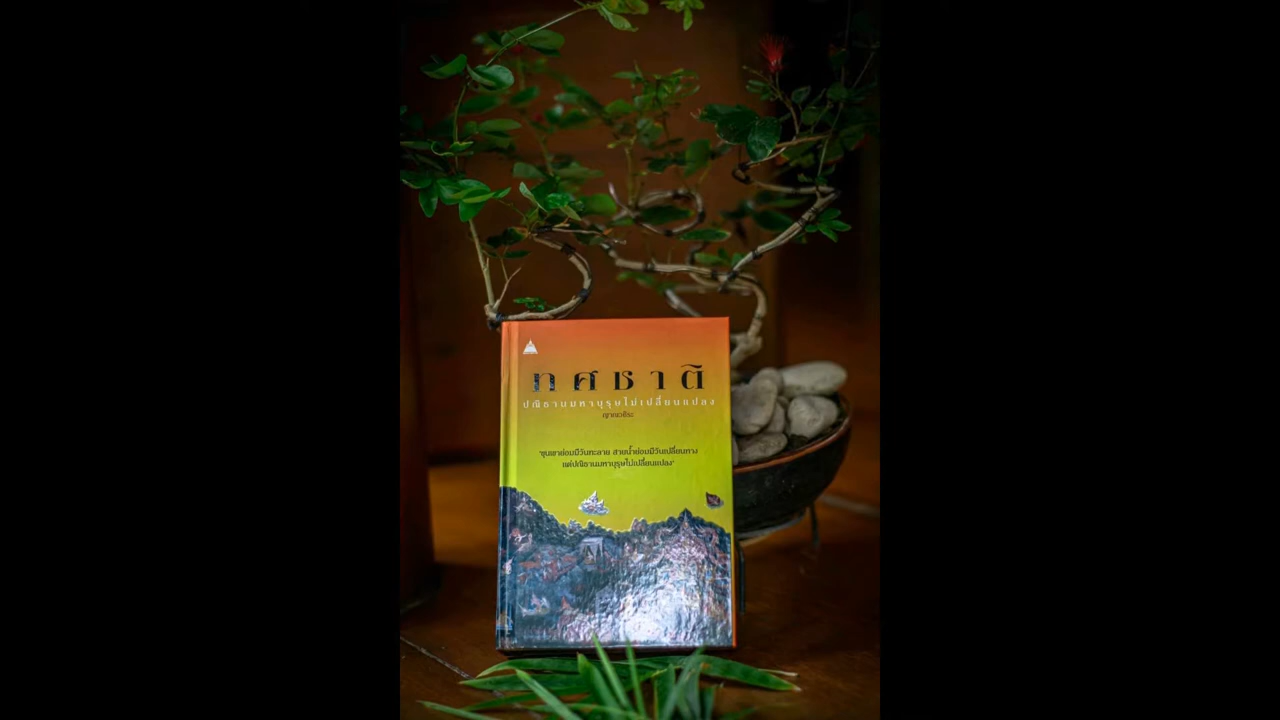 ทศชาติ
ปณิธานมหาบุรุษไม่เปลี่ยนแปลง
ญาณวชิระ
"ขุนเขาย่อมมีวันทะลาย สายน้ำย่อมมีวันเปลี่ยนทาง
แต่ปณิธานมหาบุรุษไม่เปลี่ยนแปลง"